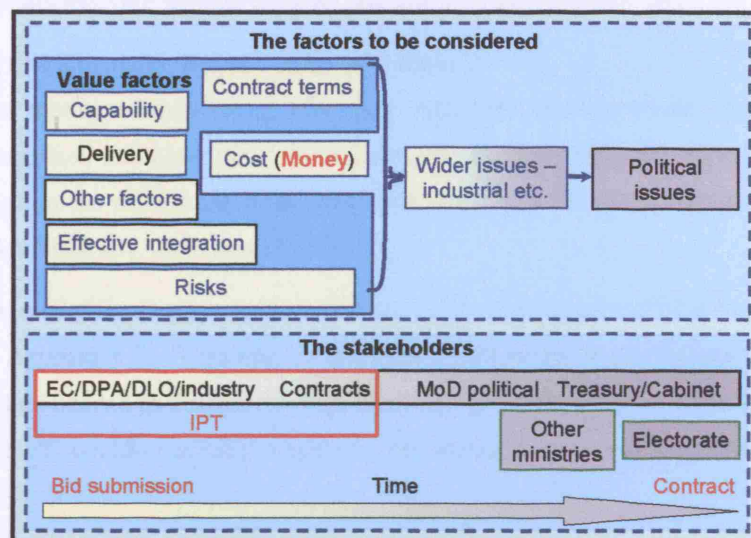 The factors to be considered
Value factors
Contract terms
Capability
Delivery
Cost (Money)
Other factors
Effective integration
Risks
Wider issues –
industrial etc.
Political
issues
The stakeholders
EC/DPA/DLO/industry Contracts MoD political Treasury/Cabinet
IPT
Other
ministries
Electorate
Bid submission Time Contract